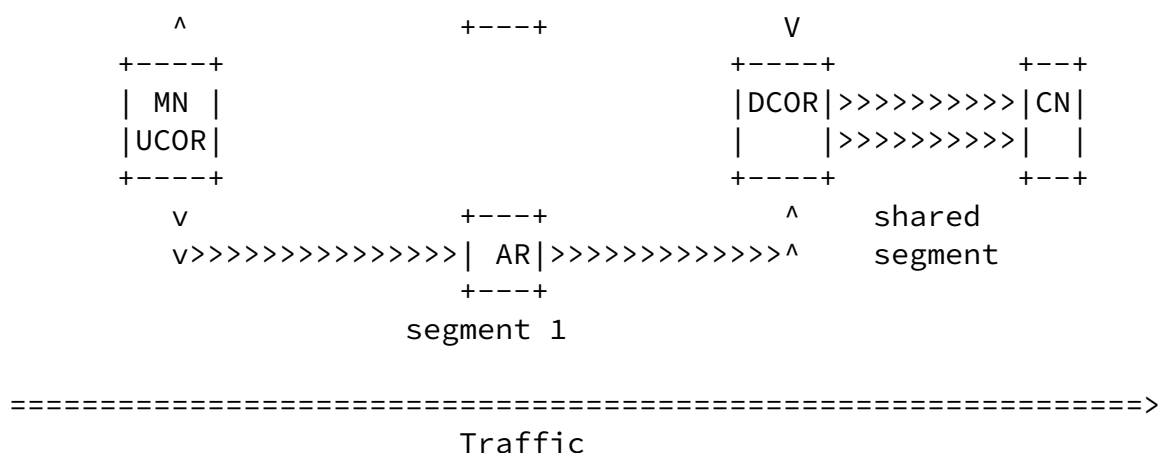 ^                +---+             V
    +----+                             +----+            +--+
    | MN |                             |DCOR|>>>>>>>>>>|CN|
    |UCOR|                             |    |>>>>>>>>>>|  |
    +----+                             +----+            +--+
       v                +---+             ^    shared
       v>>>>>>>>>>>>>>>| AR|>>>>>>>>>>>>>^    segment
                        +---+
                     segment 1
===============================================================>
                        Traffic